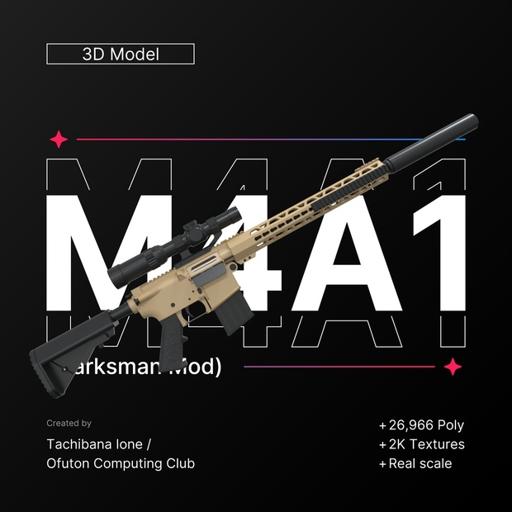 3D Model
M4A1
arksman Mod)
Created by
Tachibana Ione /
Ofuton Computing Club
+26,966 Poly
+2K Textures
+Real scale